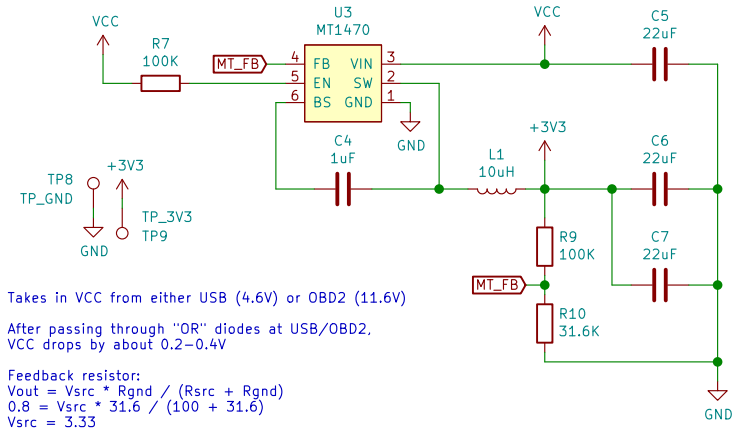 U3
MT1470
VCC
R7
100K
MT_FB
4
5
6
FB
EN
BS
VIN
SW
GND
3
2
1
GND
VCC
C5
22uF
C4
1uF
+3V3
L1
10uH
C6
22uF
C7
22uF
R9
100K
MT_FB
R10
31.6K
GND
TP8
TP_GND
GND
+3V3
TP_3V3
TP9
Takes in VCC from either USB (4.6V) or OBD2 (11.6V)
After passing through "OR" diodes at USB/OBD2,
VCC drops by about 0.2-0.4V
Feedback resistor:
Vout = Vsrc * Rgnd / (Rsrc + Rgnd)
0.8 = Vsrc * 31.6 / (100 + 31.6)
Vsrc = 3.33